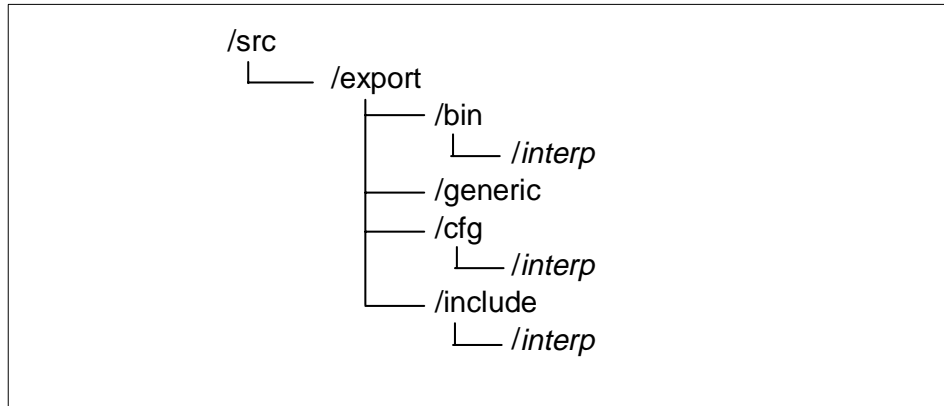 /src
/export
/bin
/interp
/generic
/cfg
/interp
/include
/interp